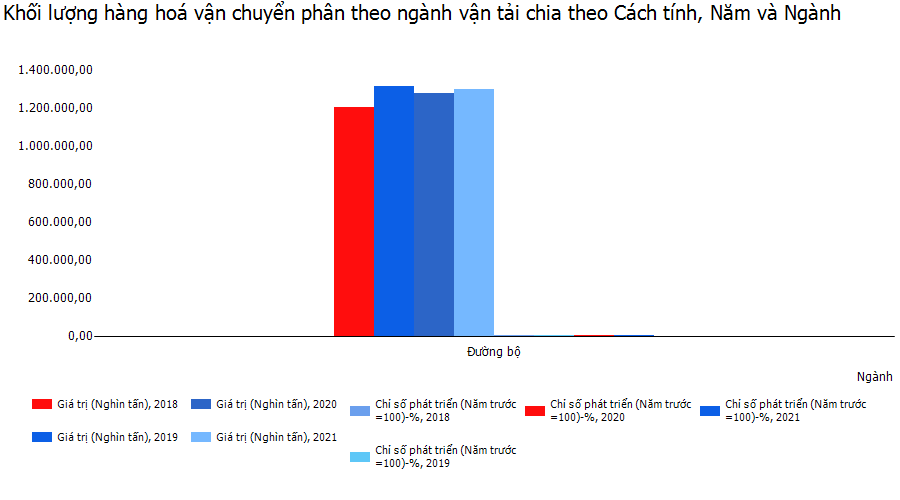 Khối lượng hàng hoá vận chuyển phân theo ngành vận tải chia theo Cách tính, Năm và Ngành
1.400.000,00
1.200.000,00
1.000.000,00
800.000,00
600.000,00
400.000,00
200.000,00
0,00
Đường bộ
Ngành
Giá trị (Nghìn tấn), 2018
Giá trị (Nghìn tấn), 2019
Giá trị (Nghìn tấn), 2020
Giá trị (Nghìn tấn), 2021
Chỉ số phát triển (Năm trước
=100)-%, 2018
Chỉ số phát triển (Năm trước
=100)-%, 2019
Chỉ số phát triển (Năm trước
=100)-%, 2020
Chỉ số phát triển (Năm trước
=100)-%, 2021